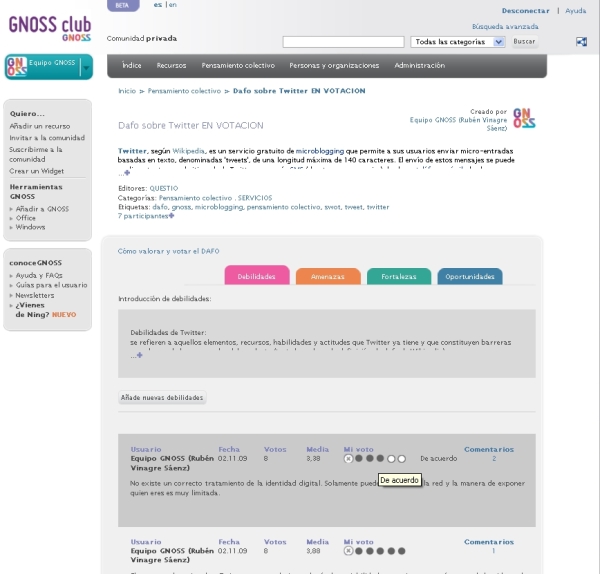 BETA
es | en
Desconectar | Ayuda
GNOSS club
GNOSS
Búsqueda avanzada
Comunidad privada
Todas las categorías
Buscar
GNOSS
Equipo GNOSS
Índice Recursos Pensamiento colectivo Personas y organizaciones Administración
Inicio > Pensamiento colectivo > Dafo sobre Twitter EN VOTACION
Quiero...
Añadir un recurso
Invitar a la comunidad
Suscribirme a la
comunidad
Crear un Widget
Herramientas
GNOSS
» Añadir a GNOSS
» Office
» Windows
conoceGNOSS
» Ayuda y FAQs
» Guías para el usuario
» Newsletters
» ¿Vienes
de Ning? NUEVO
Creado por
Equipo GNOSS (Rubén Vinagre
Sáenz)
GNOSS
Dafo sobre Twitter EN VOTACION
Twitter, según Wikipedia, es un servicio gratuito de microblogging que permite a sus usuarios enviar micro-entradas
basadas en texto, denominadas 'tweets', de una longitud máxima de 140 caracteres. El envío de estos mensajes se puede
...+
Editores: QUESTIO
Categorías: Pensamiento colectivo . SERVICIOS
Etiquetas: dafo, gnoss, microblogging, pensamiento colectivo, swot, tweet, twitter
7 participantes+
Cómo valorar y votar el DAFO
Debilidades Amenazas Fortalezas Oportunidades
Introducción de debilidades:
Debilidades de Twitter:
se refieren a aquellos elementos, recursos, habilidades y actitudes que Twitter ya tiene y que constituyen barreras
...+
Añade nuevas debilidades
Usuario Fecha Votos Media Mi voto Comentarios
Equipo GNOSS (Rubén 02.11.09 8 3,38 De acuerdo 2
Vinagre Sáenz)
De acuerdo
No existe un correcto tratamiento de la identidad digital. Solamente la red y la manera de exponer
quien eres es muy limitada.
Usuario Fecha Votos Media Mi voto Comentarios
Equipo GNOSS (Rubén 02.11.09 8 3,88 1
Vinagre Sáenz)